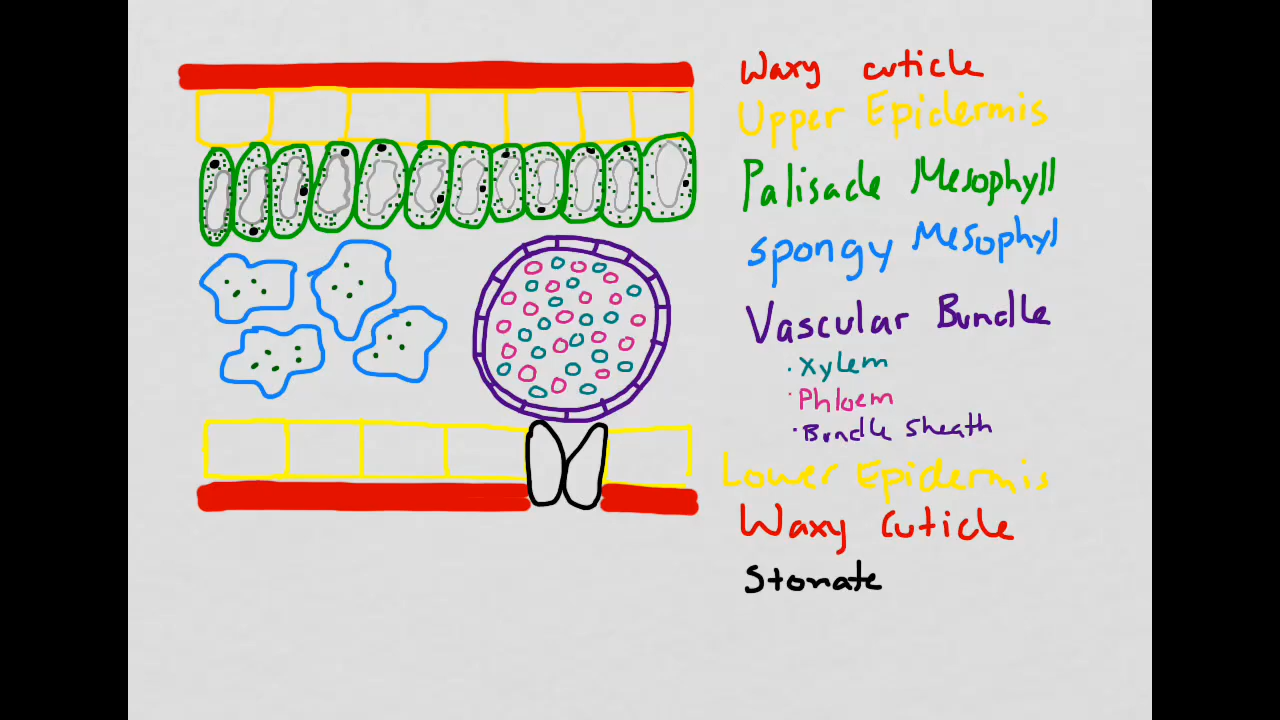 Waxy cuticle
Upper Epidermis
Palisade Mesophyll
spongy Mesophyl
Vascular Bundle
· Xylem
· Phloem
· Bundle Sheath
Lower Epidermis
Waxy Cuticle
Stomate